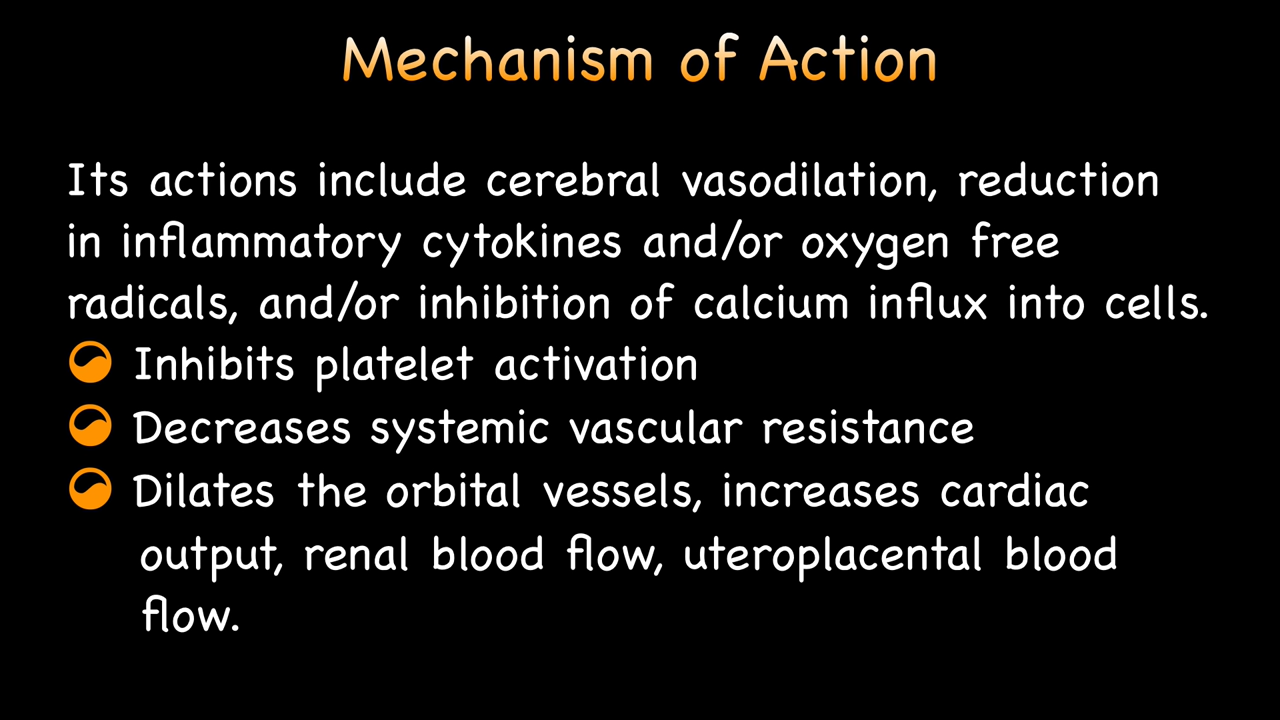 Mechanism of Action
Its actions include cerebral vasodilation, reduction
in inflammatory cytokines and/or oxygen free
radicals, and/or inhibition of calcium influx into cells.
Inhibits platelet activation
Decreases systemic vascular resistance
Dilates the orbital vessels, increases cardiac
output, renal blood flow, uteroplacental blood
flow.